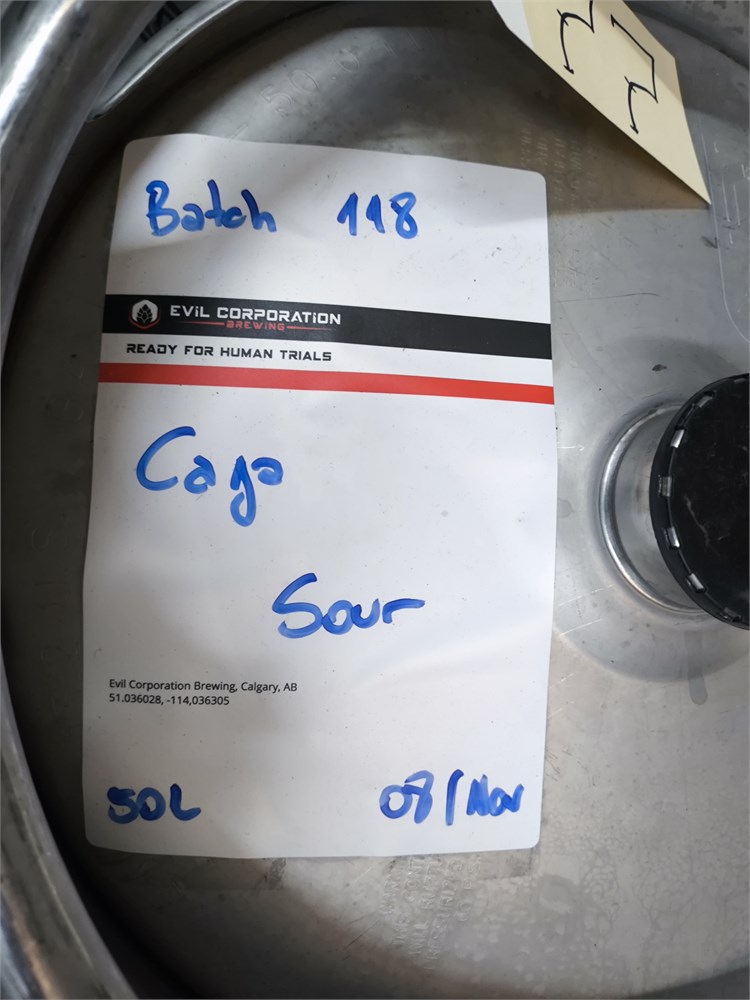 Batch 118
EVIL CORPORATION
BREWING
READY FOR HUMAN TRIALS
Caja
Sour
Evil Corporation Brewing, Calgary, AB
51.036028, -114,036305
50L 08/Nov